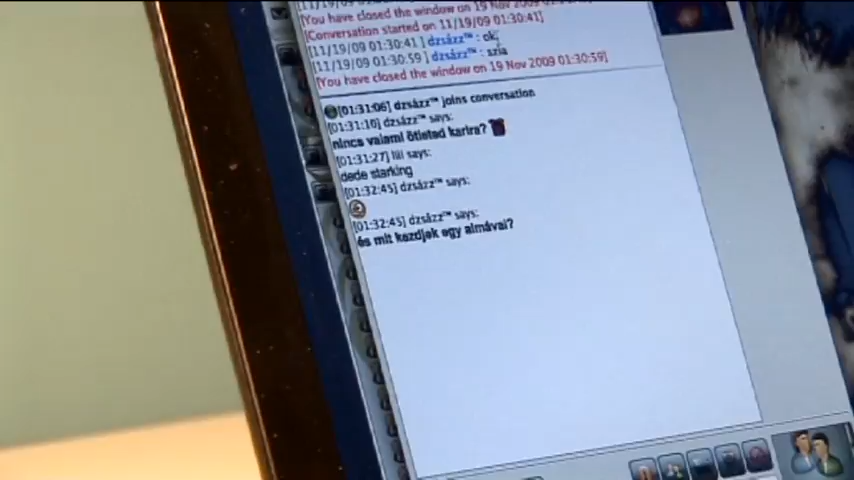 [You have closed the window on 19 Nov 2009 01:30:41]
[Conversation started on 11/19/09 01:30:41]
[11/19/09 01:30:41 ] dzsázz™ : ok
[11/19/09 01:30:59 ] dzsázz™ : szia
[You have closed the window on 19 Nov 2009 01:30:59]
[01:31:06] dzsázz™ joins conversation
[01:31:10] dzsázz™ says:
nincs valami ötleted karira?
[01:31:27] lili says:
dede starking
[01:32:45] dzsázz™ says:
[01:32:45] dzsázz™ says:
és mit kezdjek egy almával?